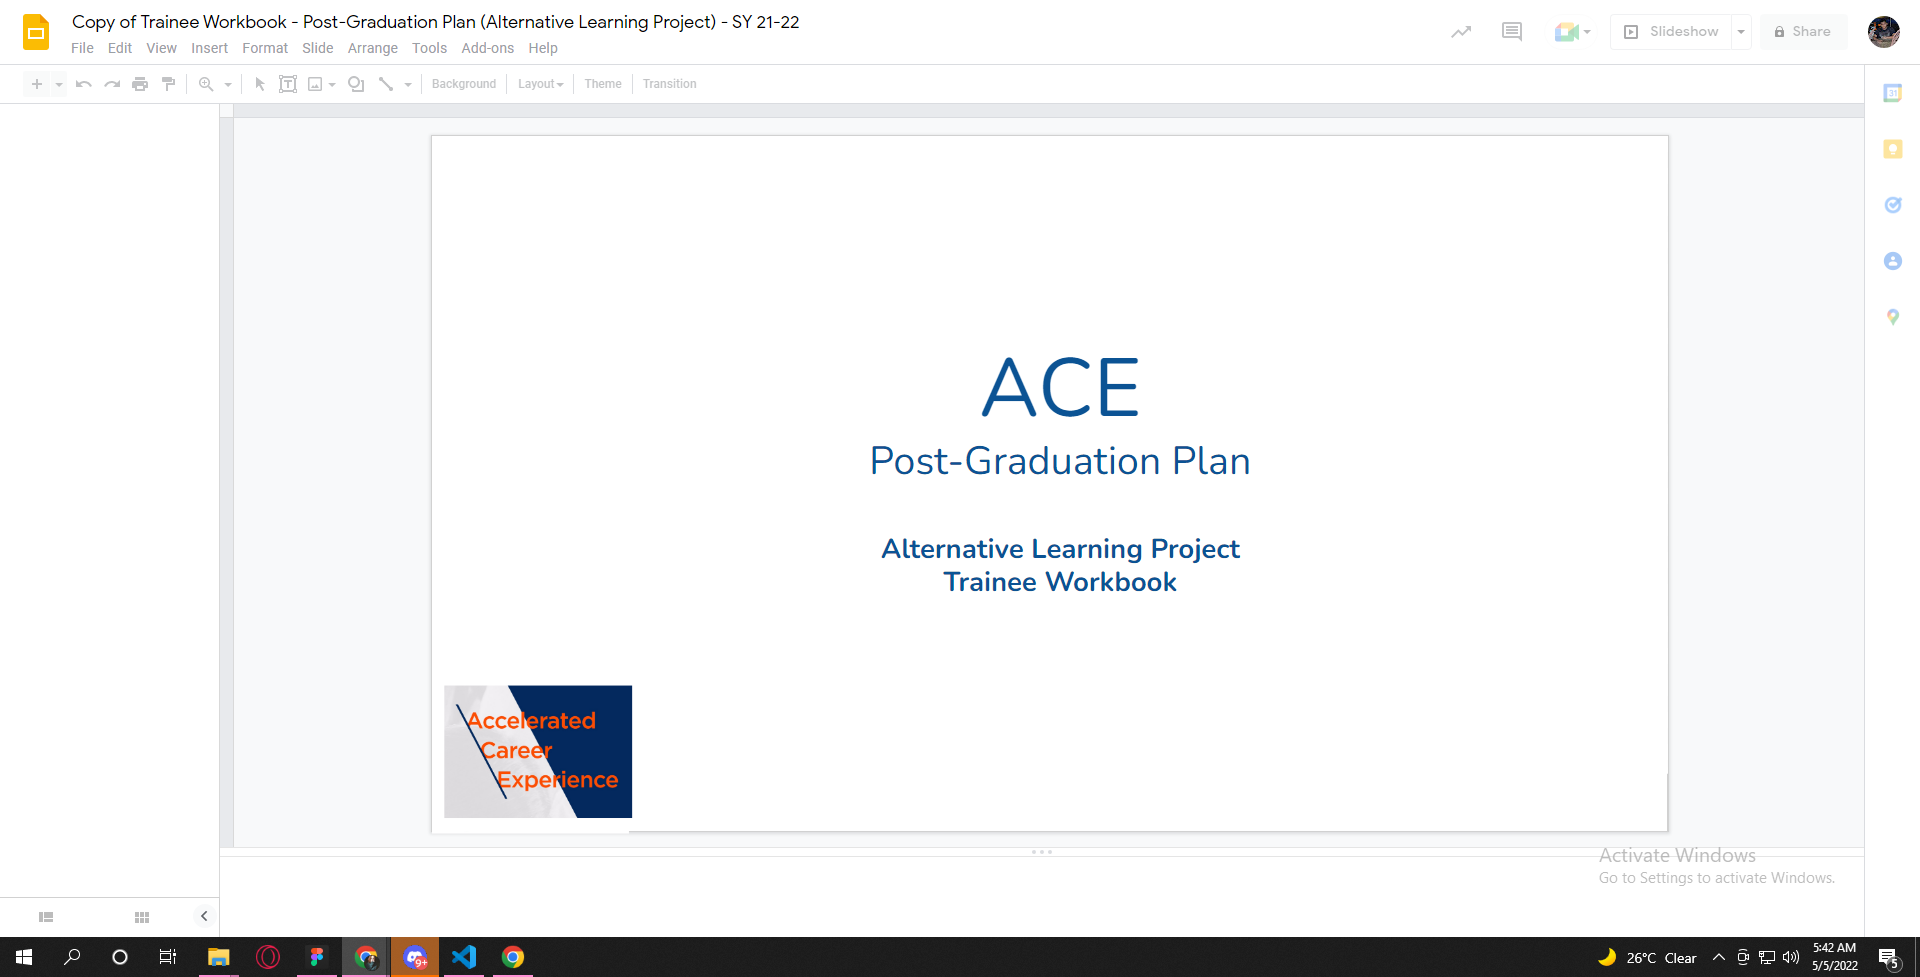 Copy of Trainee Workbook - Post-Graduation Plan (Alternative Learning Project) - SY 21-22
File Edit View Insert Format Slide Arrange Tools Add-ons Help
Slideshow
Share
Background Layout Theme Transition
31
ACE
Post-Graduation Plan
Alternative Learning Project
Trainee Workbook
Accelerated
Career
Experience
Activate Windows
Go to Settings to activate Windows.
9+
26°C Clear
5:42 AM
5/5/2022
5